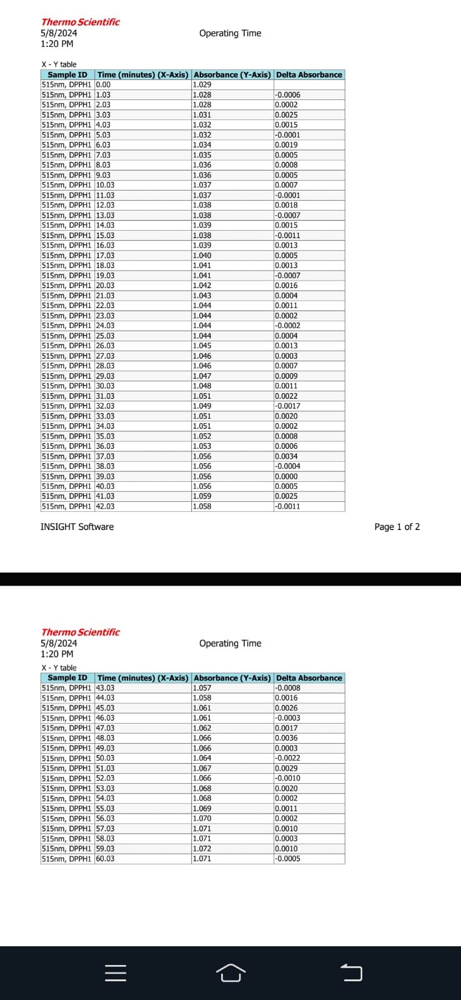 Thermo Scientific
5/8/2024 Operating Time
1:20 PM
X - Y table
Sample ID Time (minutes) (X-Axis) Absorbance (Y-Axis) Delta Absorbance
515nm, DPPH1 0.00 1.029
515nm, DPPH1 1.03 1.028 -0.0006
515nm, DPPH1 2.03 1.028 0.0002
515nm, DPPH1 3.03 1.031 0.0025
515nm, DPPH1 4.03 1.032 0.0015
515nm, DPPH1 5.03 1.032 -0.0001
515nm, DPPH1 6.03 1.034 0.0019
515nm, DPPH1 7.03 1.035 0.0005
515nm, DPPH1 8.03 1.036 0.0008
515nm, DPPH1 9.03 1.036 0.0005
515nm, DPPH1 10.03 1.037 0.0007
515nm, DPPH1 11.03 1.037 -0.0001
515nm, DPPH1 12.03 1.038 0.0018
515nm, DPPH1 13.03 1.038 -0.0007
515nm, DPPH1 14.03 1.039 0.0015
515nm, DPPH1 15.03 1.038 -0.0011
515nm, DPPH1 16.03 1.039 0.0013
515nm, DPPH1 17.03 1.040 0.0005
515nm, DPPH1 18.03 1.041 0.0013
515nm, DPPH1 19.03 1.041 -0.0007
515nm, DPPH1 20.03 1.042 0.0016
515nm, DPPH1 21.03 1.043 0.0004
515nm, DPPH1 22.03 1.044 0.0011
515nm, DPPH1 23.03 1.044 0.0002
515nm, DPPH1 24.03 1.044 -0.0002
515nm, DPPH1 25.03 1.044 0.0004
515nm, DPPH1 26.03 1.045 0.0013
515nm, DPPH1 27.03 1.046 0.0003
515nm, DPPH1 28.03 1.046 0.0007
515nm, DPPH1 29.03 1.047 0.0009
515nm, DPPH1 30.03 1.048 0.0011
515nm, DPPH1 31.03 1.051 0.0022
515nm, DPPH1 32.03 1.049 -0.0017
515nm, DPPH1 33.03 1.051 0.0020
515nm, DPPH1 34.03 1.051 0.0002
515nm, DPPH1 35.03 1.052 0.0008
515nm, DPPH1 36.03 1.053 0.0006
515nm, DPPH1 37.03 1.056 0.0034
515nm, DPPH1 38.03 1.056 -0.0004
515nm, DPPH1 39.03 1.056 0.0000
515nm, DPPH1 40.03 1.056 0.0005
515nm, DPPH1 41.03 1.059 0.0025
515nm, DPPH1 42.03 1.058 -0.0011
INSIGHT Software Page 1 of 2
Thermo Scientific
5/8/2024 Operating Time
1:20 PM
X - Y table
Sample ID Time (minutes) (X-Axis) Absorbance (Y-Axis) Delta Absorbance
515nm, DPPH1 43.03 1.057 -0.0008
515nm, DPPH1 44.03 1.058 0.0016
515nm, DPPH1 45.03 1.061 0.0026
515nm, DPPH1 46.03 1.061 -0.0003
515nm, DPPH1 47.03 1.062 0.0017
515nm, DPPH1 48.03 1.066 0.0036
515nm, DPPH1 49.03 1.066 0.0003
515nm, DPPH1 50.03 1.064 -0.0022
515nm, DPPH1 51.03 1.067 0.0029
515nm, DPPH1 52.03 1.066 -0.0010
515nm, DPPH1 53.03 1.068 0.0020
515nm, DPPH1 54.03 1.068 0.0002
515nm, DPPH1 55.03 1.069 0.0011
515nm, DPPH1 56.03 1.070 0.0002
515nm, DPPH1 57.03 1.071 0.0010
515nm, DPPH1 58.03 1.071 0.0003
515nm, DPPH1 59.03 1.072 0.0010
515nm, DPPH1 60.03 1.071 -0.0005